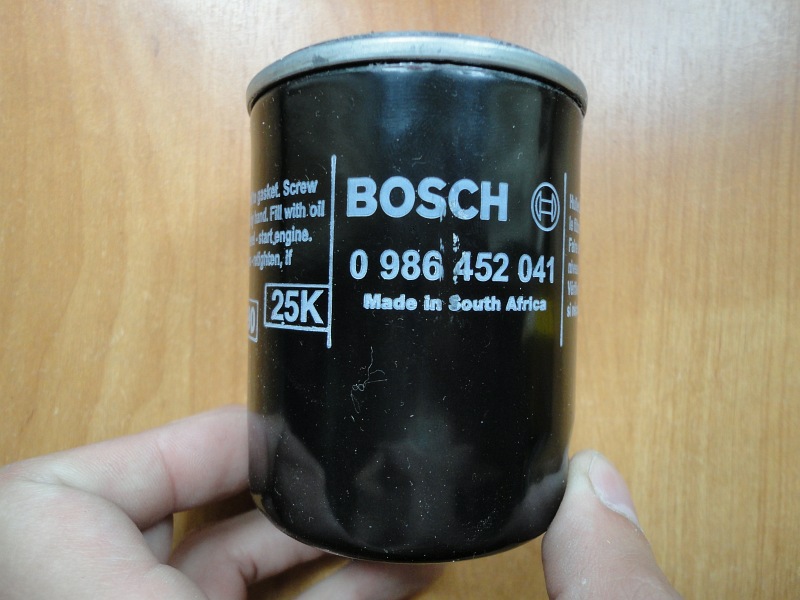 gasket. Screw
hand. Fill with oil
- start engine.
retighten, if
25K
BOSCH
0 986 452 041
Made in South Africa